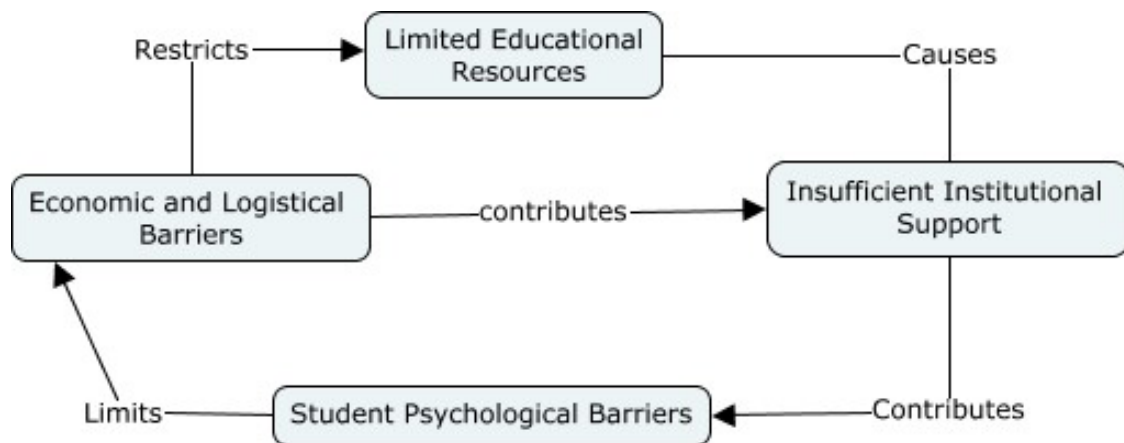 Restricts
Limited Educational
Resources
Causes
Economic and Logistical
Barriers
contributes
Insufficient Institutional
Support
Limits
Student Psychological Barriers
Contributes